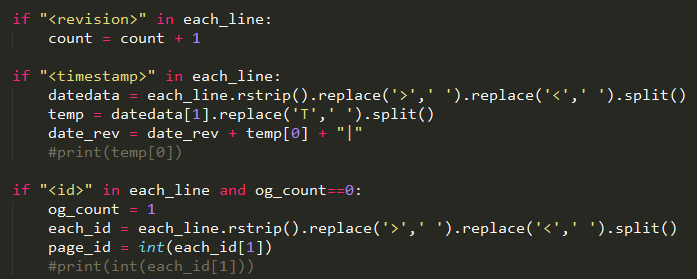 if "<revision>" in each_line:
    count = count + 1

if "<timestamp>" in each_line:
    datedata = each_line.rstrip().replace('>',' ').replace('<',' ').split()
    temp = datedata[1].replace('T',' ').split()
    date_rev = date_rev + temp[0] + "|"
    #print(temp[0])

if "<id>" in each_line and og_count==0:
    og_count = 1
    each_id = each_line.rstrip().replace('>',' ').replace('<',' ').split()
    page_id = int(each_id[1])
    #print(int(each_id[1]))